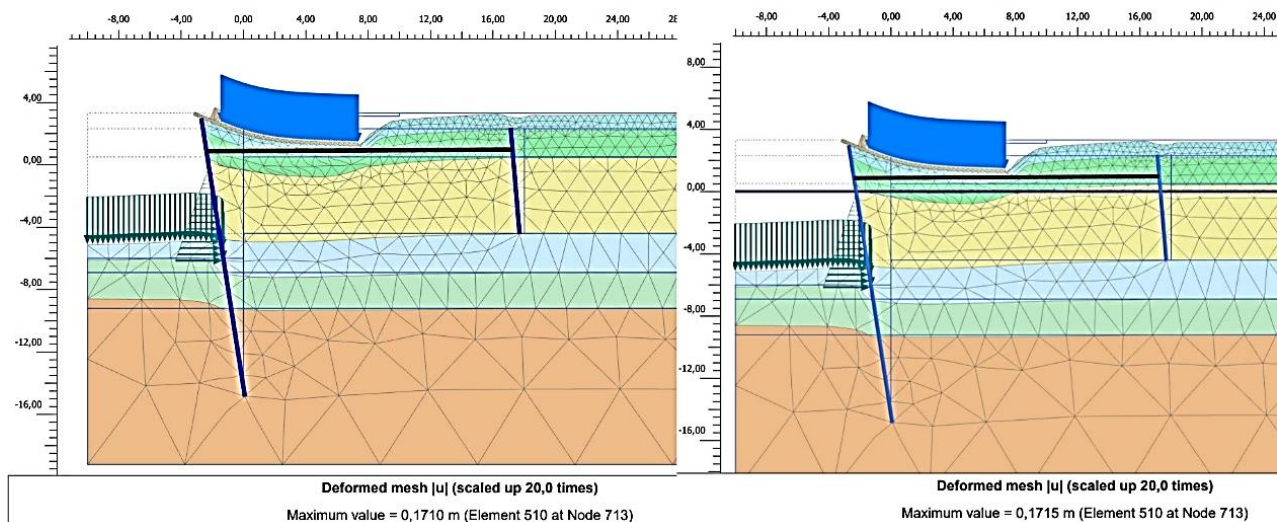 -8,00 -4,00 0,00 4,00 8,00 12,00 16,00 20,00 24,00
-8,00 -4,00 0,00 4,00 8,00 12,00 16,00 20,00 24,00
4,00
0,00
-4,00
-8,00
-12,00
-16,00
Deformed mesh |u| (scaled up 20,0 times)
Maximum value = 0,1710 m (Element 510 at Node 713)
8,00
4,00
0,00
-4,00
-8,00
-12,00
-16,00
Deformed mesh |u| (scaled up 20,0 times)
Maximum value = 0,1715 m (Element 510 at Node 713)